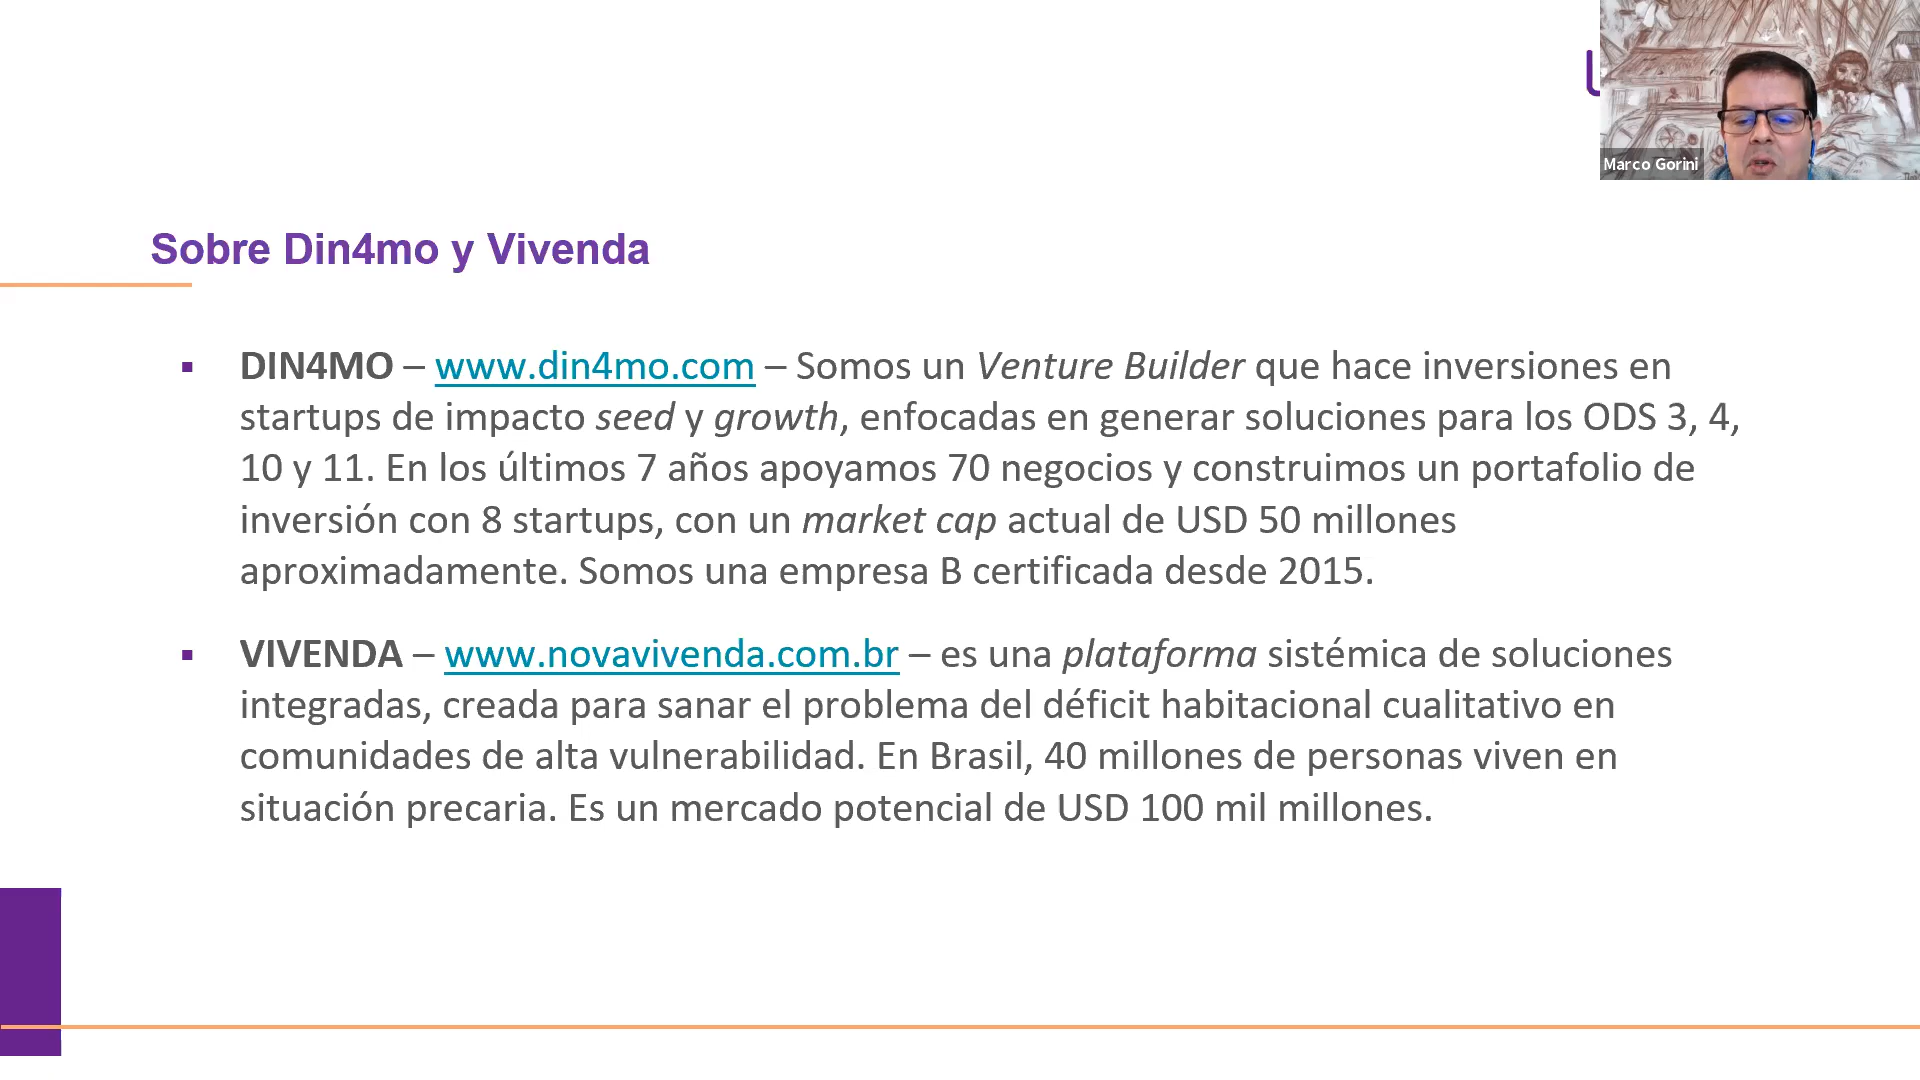 Marco Gorini
Sobre Din4mo y Vivenda
▪ DIN4MO – www.din4mo.com – Somos un Venture Builder que hace inversiones en
startups de impacto seed y growth, enfocadas en generar soluciones para los ODS 3, 4,
10 y 11. En los últimos 7 años apoyamos 70 negocios y construimos un portafolio de
inversión con 8 startups, con un market cap actual de USD 50 millones
aproximadamente. Somos una empresa B certificada desde 2015.
▪ VIVENDA – www.novavivenda.com.br – es una plataforma sistémica de soluciones
integradas, creada para sanar el problema del déficit habitacional cualitativo en
comunidades de alta vulnerabilidad. En Brasil, 40 millones de personas viven en
situación precaria. Es un mercado potencial de USD 100 mil millones.